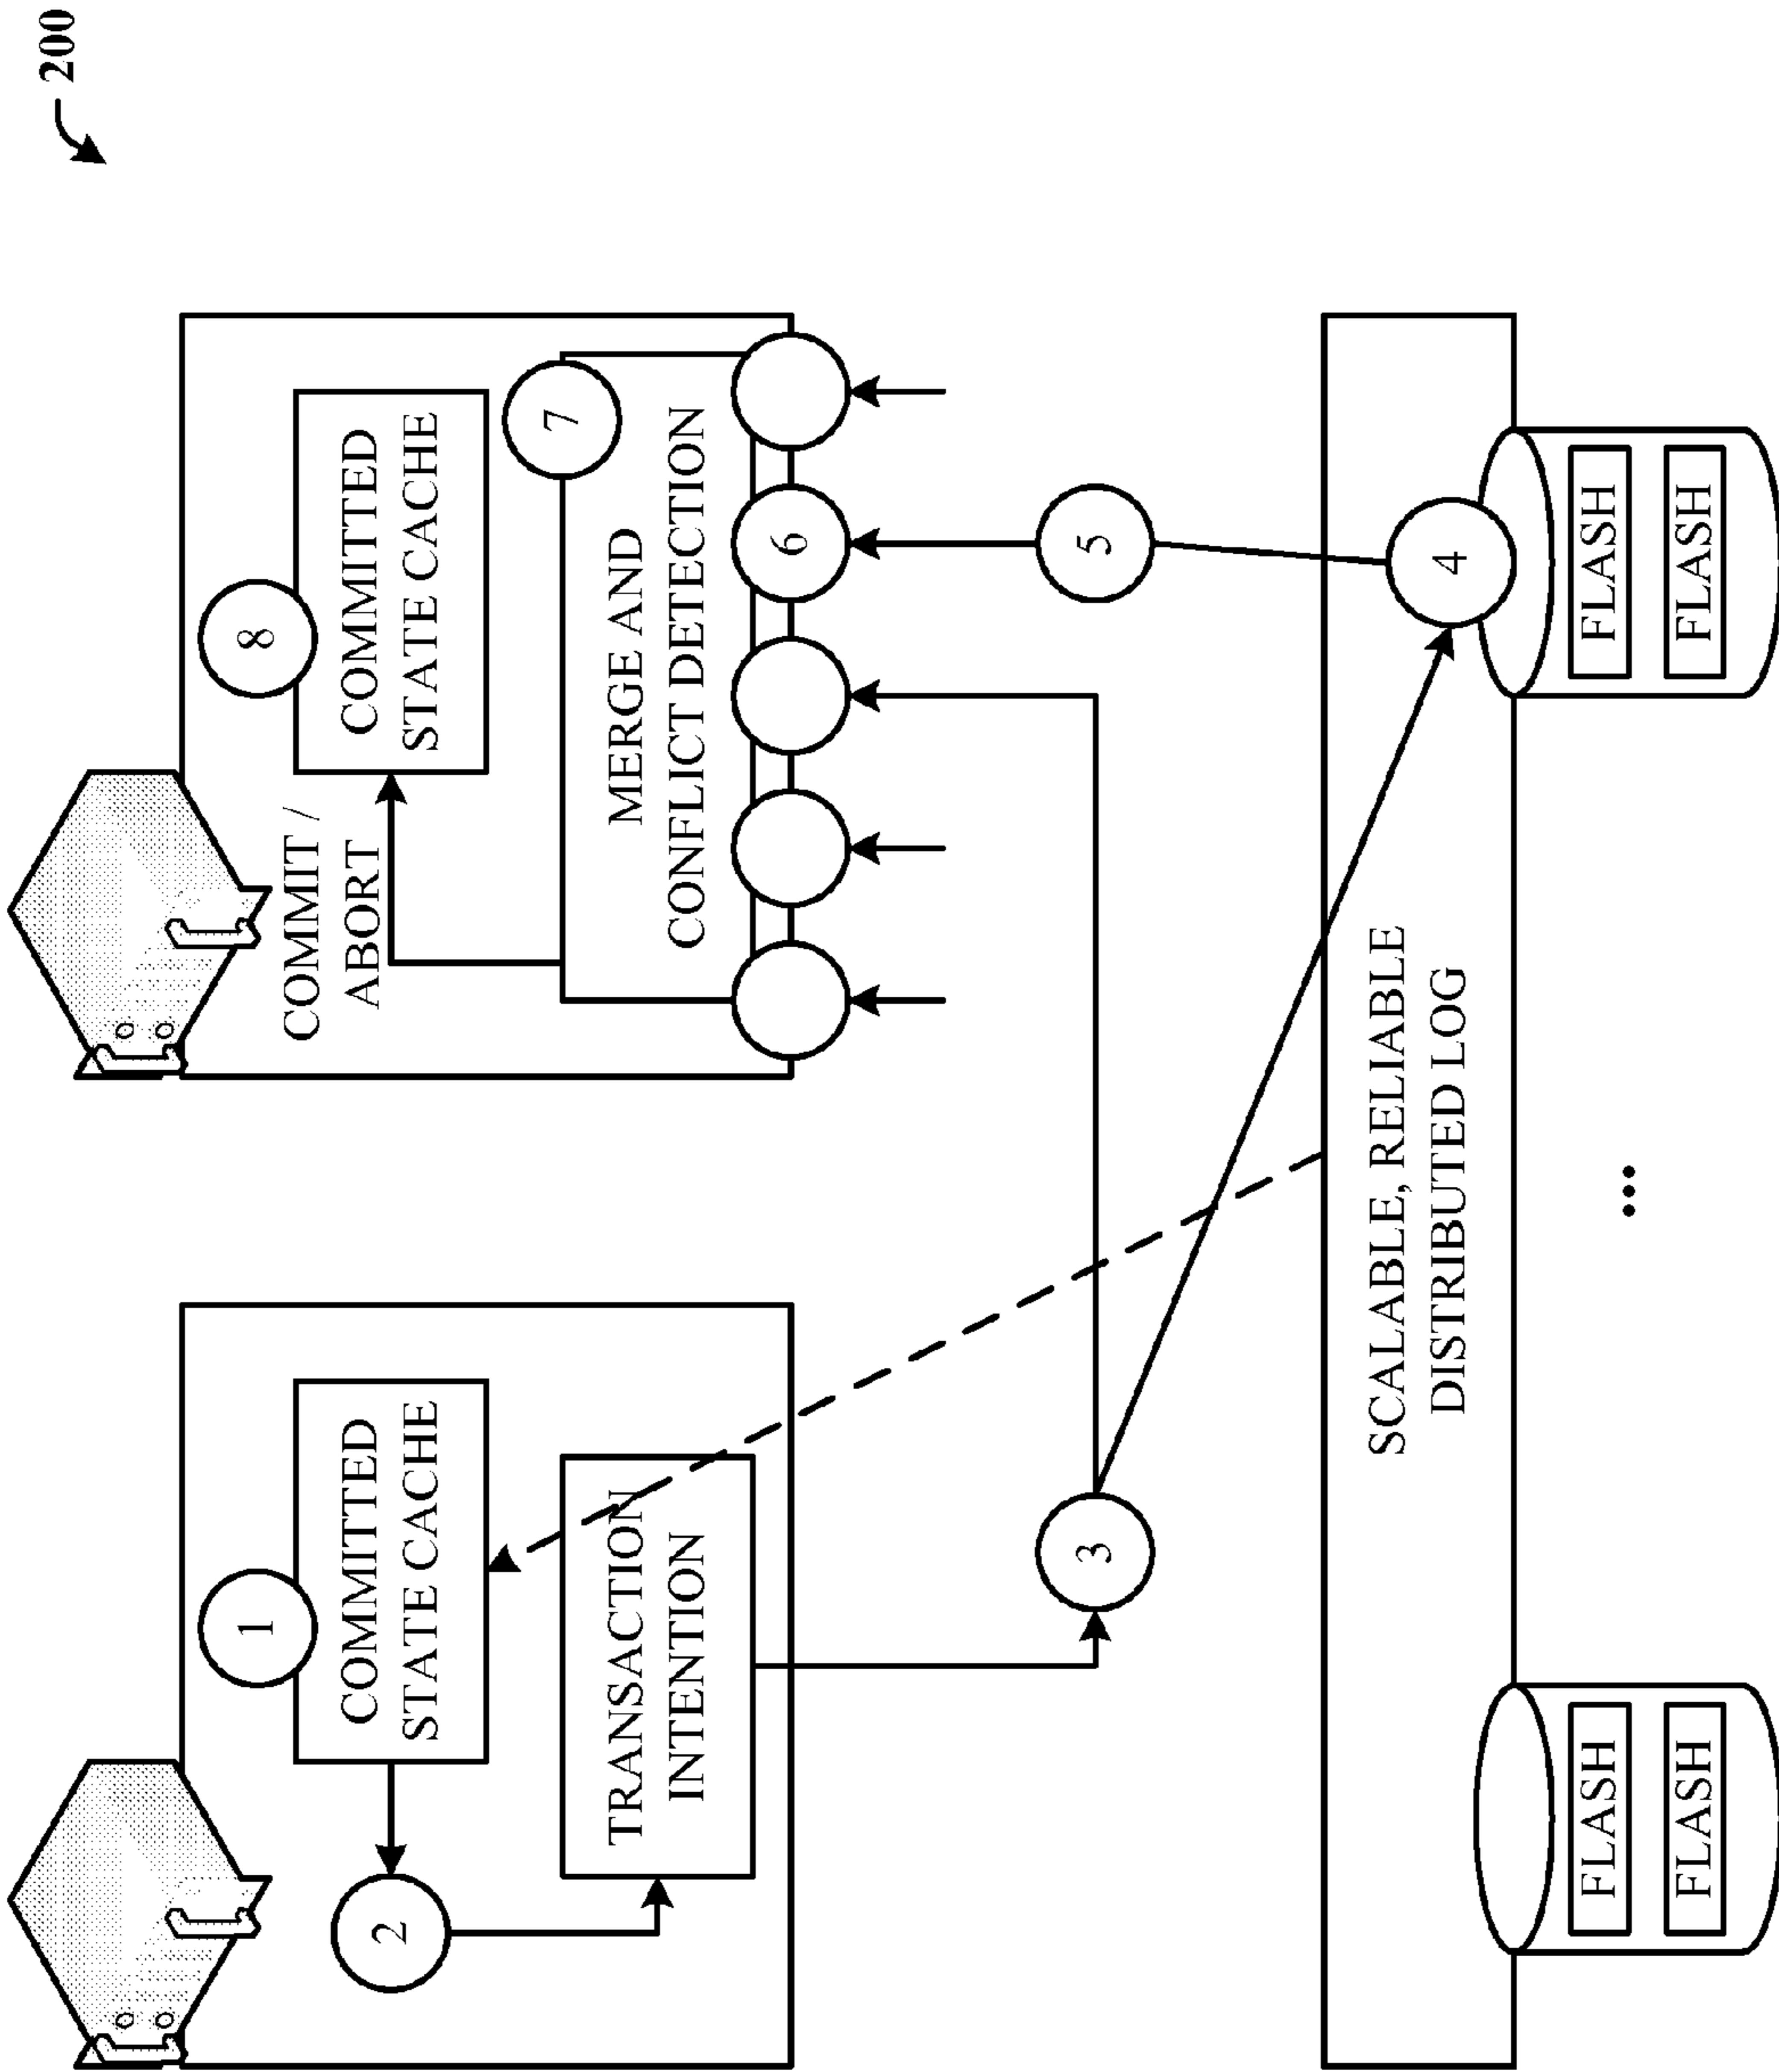 200
1
COMMITTED
STATE CACHE
2
TRANSACTION
INTENTION
3
8
COMMIT /
ABORT
COMMITTED
STATE CACHE
7
MERGE AND
CONFLICT DETECTION
6
5
4
SCALABLE, RELIABLE
DISTRIBUTED LOG
FLASH
FLASH
...
FLASH
FLASH